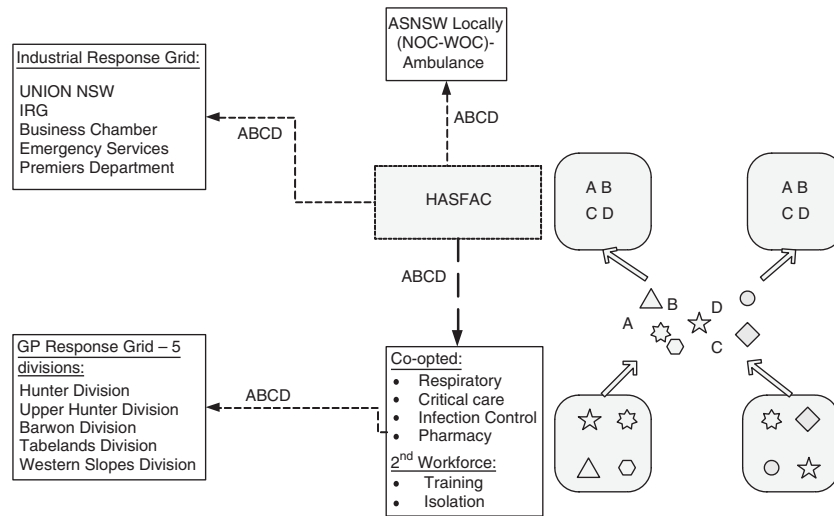 Industrial Response Grid:
UNION NSW
IRG
Business Chamber
Emergency Services
Premiers Department
ASNSW Locally
(NOC-WOC)-
Ambulance
ABCD
ABCD
HASFAC
ABCD
GP Response Grid – 5
divisions:
Hunter Division
Upper Hunter Division
Barwon Division
Tabelands Division
Western Slopes Division
ABCD
Co-opted:
• Respiratory
• Critical care
• Infection Control
• Pharmacy
2nd Workforce:
• Training
• Isolation
A B
C D
A B
C D
B
D
A
C